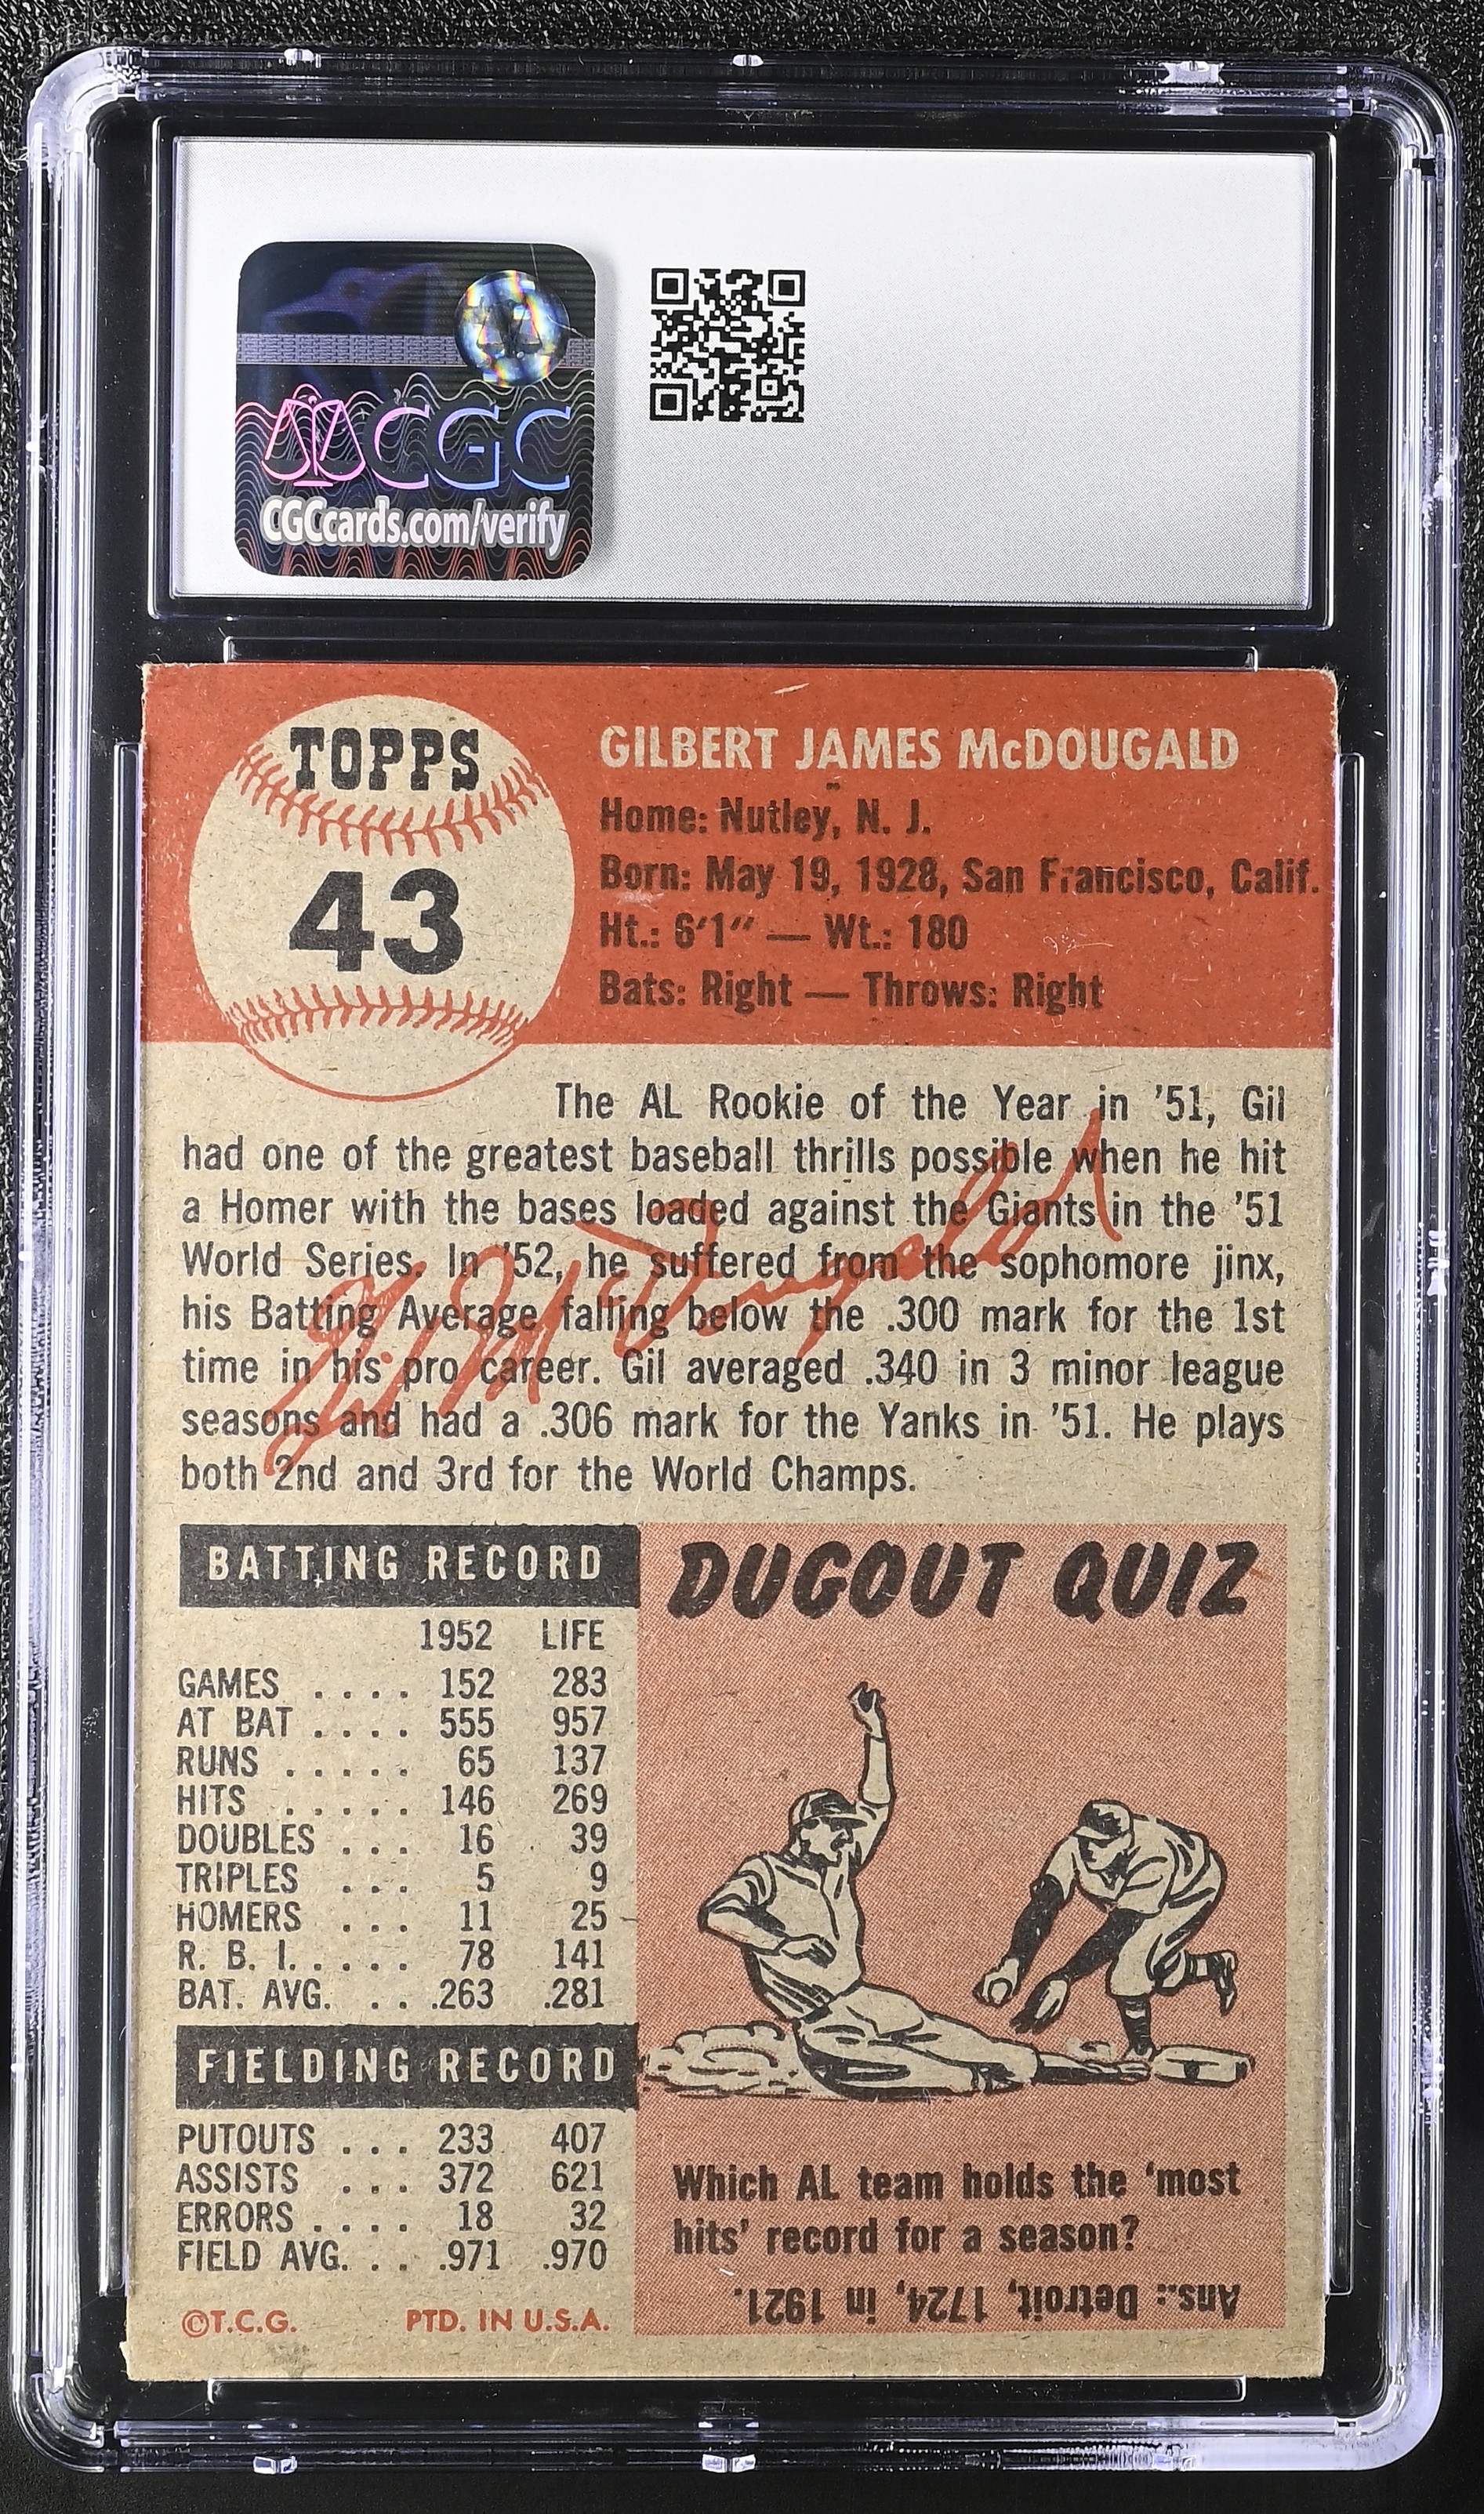 CGC
CGCcards.com/verify
TOPPS
43
GILBERT JAMES McDOUGALD
Home: Nutley, N. J.
Born: May 19, 1928, San Francisco, Calif.
Ht.: 6'1" — Wt.: 180
Bats: Right — Throws: Right
The AL Rookie of the Year in '51, Gil
had one of the greatest baseball thrills possible when he hit
a Homer with the bases loaded against the Giants in the '51
World Series. In '52, he suffered from the sophomore jinx,
his Batting Average falling below the .300 mark for the 1st
time in his pro career. Gil averaged .340 in 3 minor league
seasons and had a .306 mark for the Yanks in '51. He plays
both 2nd and 3rd for the World Champs.
Gil McDougald
BATTING RECORD
1952 LIFE
GAMES .... 152 283
AT BAT .... 555 957
RUNS ..... 65 137
HITS ..... 146 269
DOUBLES ... 16 39
TRIPLES ... 5 9
HOMERS ... 11 25
R. B. I. .... 78 141
BAT. AVG. .. .263 .281
FIELDING RECORD
PUTOUTS ... 233 407
ASSISTS ... 372 621
ERRORS .... 18 32
FIELD AVG. .. .971 .970
©T.C.G. PTD. IN U.S.A.
DUGOUT QUIZ
Which AL team holds the 'most
hits' record for a season?
Ans.: Detroit, 1724, in 1921.